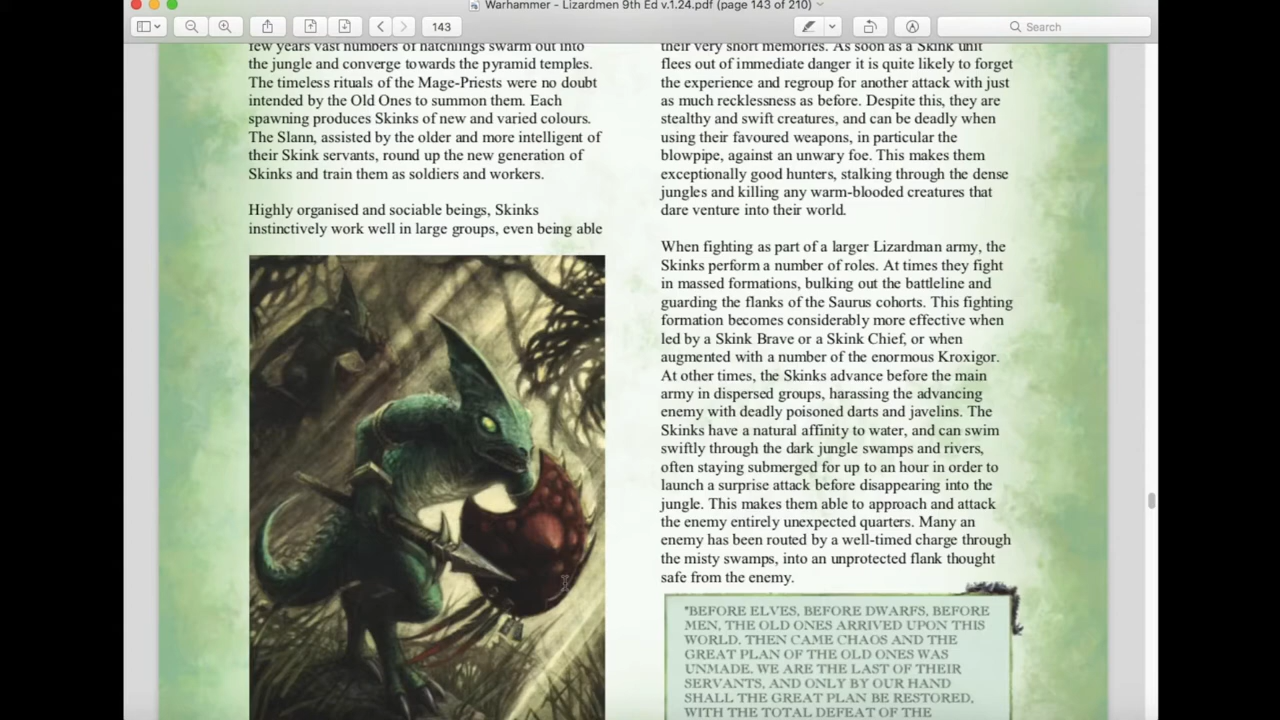 Warhammer - Lizardmen 9th Ed v.1.24.pdf (page 143 of 210)
143
Search
few years vast numbers of hatchlings swarm out into
the jungle and converge towards the pyramid temples.
The timeless rituals of the Mage-Priests were no doubt
intended by the Old Ones to summon them. Each
spawning produces Skinks of new and varied colours.
The Slann, assisted by the older and more intelligent of
their Skink servants, round up the new generation of
Skinks and train them as soldiers and workers.
Highly organised and sociable beings, Skinks
instinctively work well in large groups, even being able
their very short memories. As soon as a Skink unit
flees out of immediate danger it is quite likely to forget
the experience and regroup for another attack with just
as much recklessness as before. Despite this, they are
stealthy and swift creatures, and can be deadly when
using their favoured weapons, in particular the
blowpipe, against an unwary foe. This makes them
exceptionally good hunters, stalking through the dense
jungles and killing any warm-blooded creatures that
dare venture into their world.
When fighting as part of a larger Lizardman army, the
Skinks perform a number of roles. At times they fight
in massed formations, bulking out the battleline and
guarding the flanks of the Saurus cohorts. This fighting
formation becomes considerably more effective when
led by a Skink Brave or a Skink Chief, or when
augmented with a number of the enormous Kroxigor.
At other times, the Skinks advance before the main
army in dispersed groups, harassing the advancing
enemy with deadly poisoned darts and javelins. The
Skinks have a natural affinity to water, and can swim
swiftly through the dark jungle swamps and rivers,
often staying submerged for up to an hour in order to
launch a surprise attack before disappearing into the
jungle. This makes them able to approach and attack
the enemy entirely unexpected quarters. Many an
enemy has been routed by a well-timed charge through
the misty swamps, into an unprotected flank thought
safe from the enemy.
"BEFORE ELVES, BEFORE DWARFS, BEFORE
MEN, THE OLD ONES ARRIVED UPON THIS
WORLD. THEN CAME CHAOS AND THE
GREAT PLAN OF THE OLD ONES WAS
UNMADE. WE ARE THE LAST OF THEIR
SERVANTS, AND ONLY BY OUR HAND
SHALL THE GREAT PLAN BE RESTORED,
WITH THE TOTAL DEFEAT OF THE